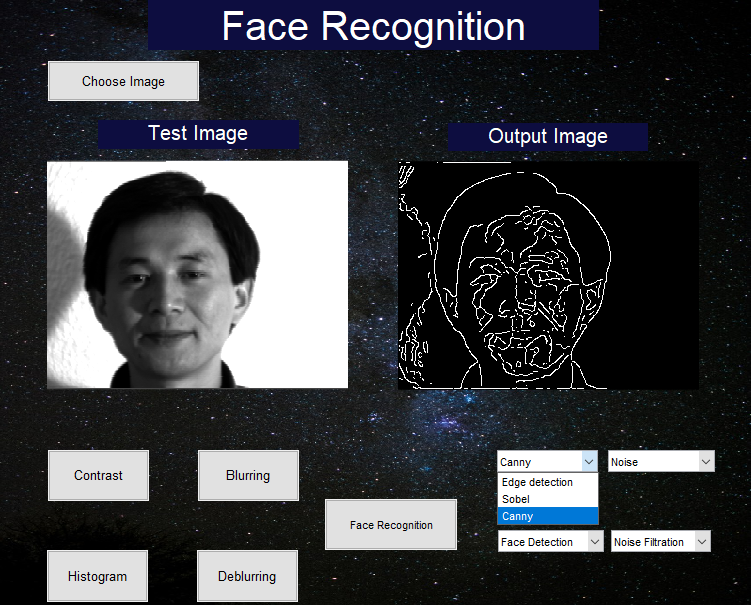 Face Recognition
Choose Image
Test Image
Output Image
Contrast
Blurring
Canny
Noise
Edge detection
Sobel
Canny
Face Recognition
Face Detection
Noise Filtration
Histogram
Deblurring